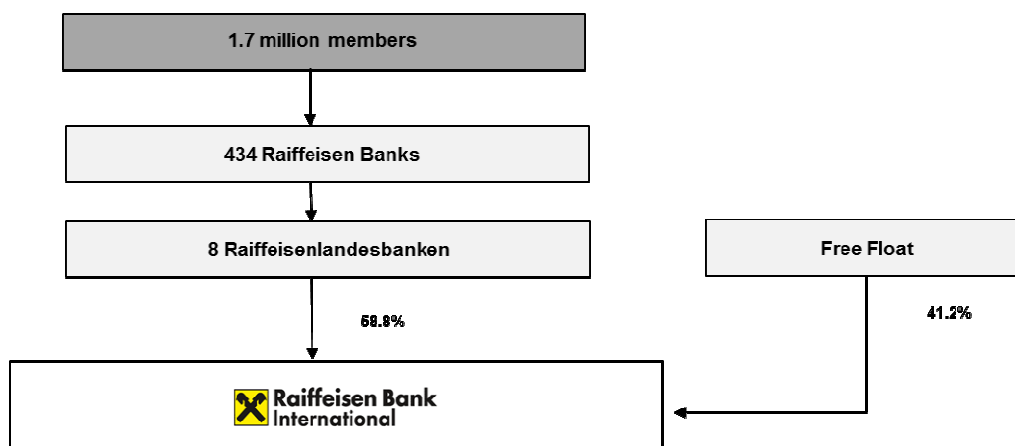 1.7 million members
434 Raiffeisen Banks
8 Raiffeisenlandesbanken
Free Float
58.8%
41.2%
Raiffeisen Bank
International